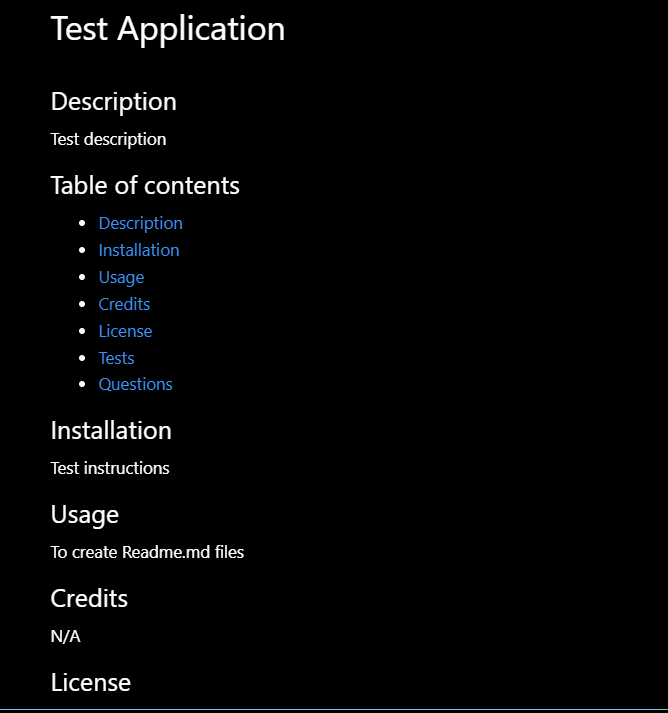 Test Application
Description
Test description
Table of contents
Description
Installation
Usage
Credits
License
Tests
Questions
Installation
Test instructions
Usage
To create Readme.md files
Credits
N/A
License